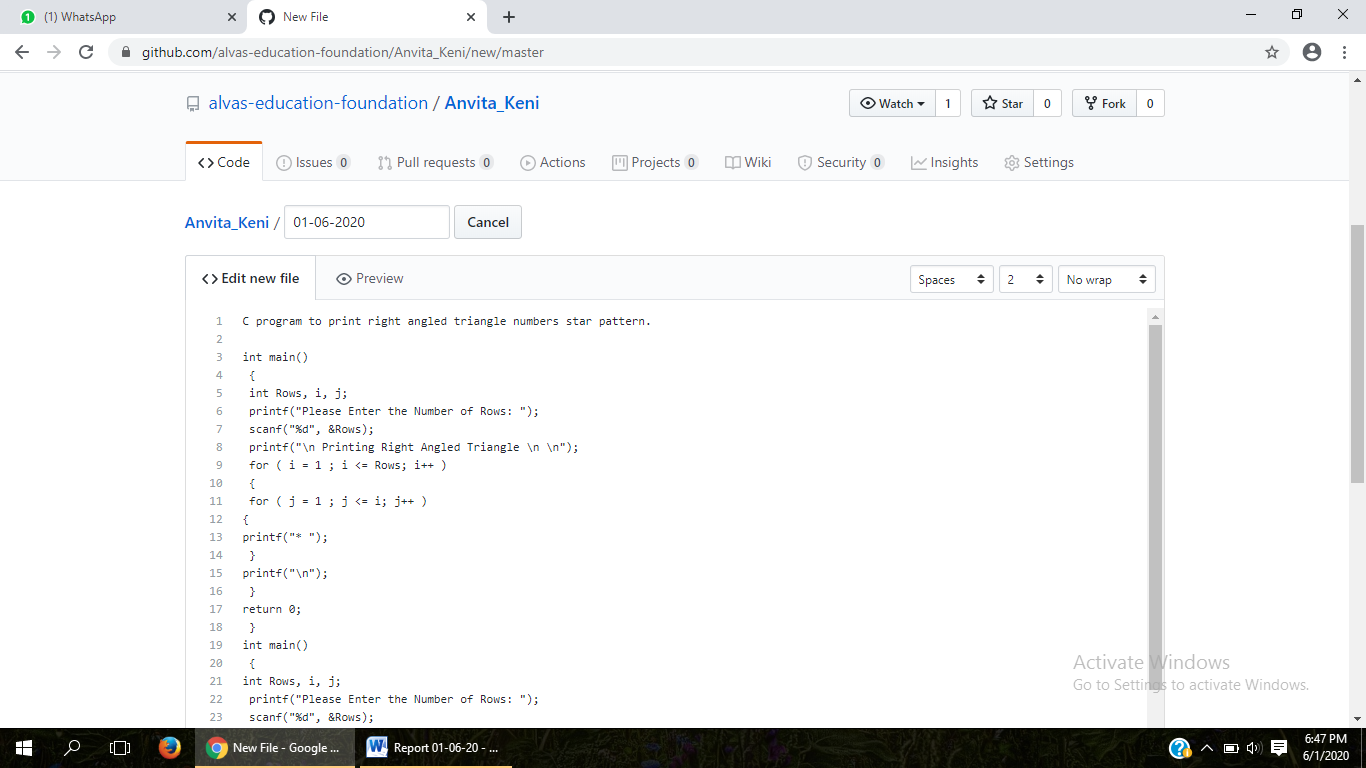 (1) WhatsApp
New File
github.com/alvas-education-foundation/Anvita_Keni/new/master
alvas-education-foundation / Anvita_Keni
Watch 1 Star 0 Fork 0
Code Issues 0 Pull requests 0 Actions Projects 0 Wiki Security 0 Insights Settings
Anvita_Keni / 01-06-2020 Cancel
Edit new file Preview Spaces 2 No wrap
1 C program to print right angled triangle numbers star pattern.
2
3 int main()
4 {
5 int Rows, i, j;
6 printf("Please Enter the Number of Rows: ");
7 scanf("%d", &Rows);
8 printf("\n Printing Right Angled Triangle \n \n");
9 for ( i = 1 ; i <= Rows; i++ )
10 {
11 for ( j = 1 ; j <= i; j++ )
12 {
13 printf("* ");
14 }
15 printf("\n");
16 }
17 return 0;
18 }
19 int main()
20 {
21 int Rows, i, j;
22 printf("Please Enter the Number of Rows: ");
23 scanf("%d", &Rows);
Activate Windows
Go to Settings to activate Windows.
New File - Google ...
Report 01-06-20 - ...
6:47 PM
6/1/2020